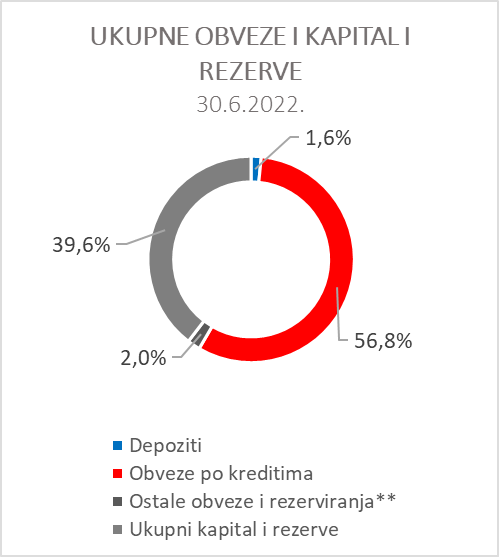 UKUPNE OBVEZE I KAPITAL I
REZERVE
30.6.2022.
1,6%
39,6%
56,8%
2,0%
Depoziti
Obveze po kreditima
Ostale obveze i rezerviranja**
Ukupni kapital i rezerve